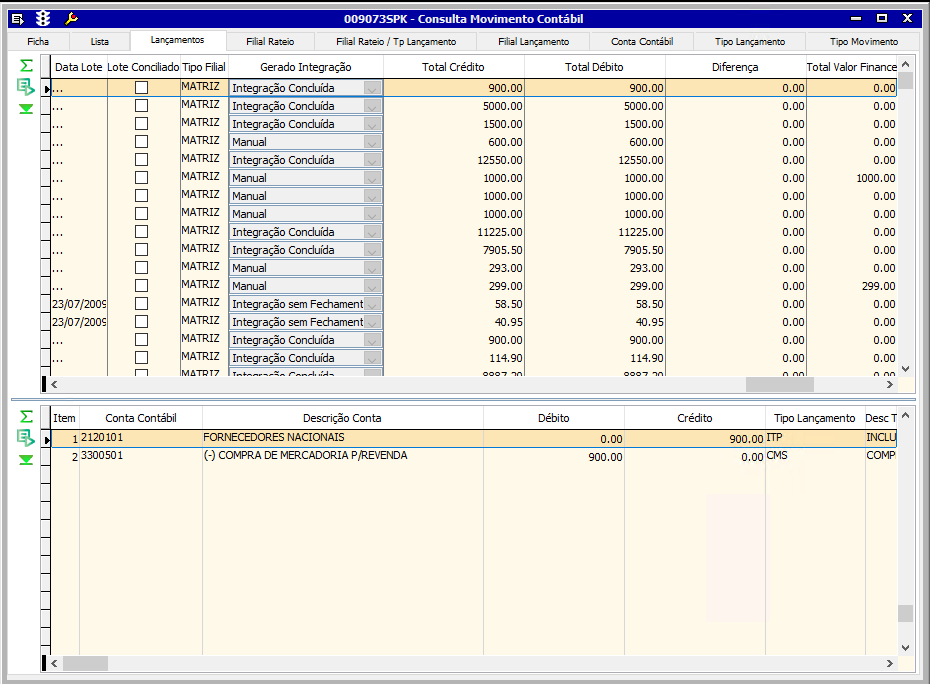 009073SPK - Consulta Movimento Contábil
Ficha Lista Lançamentos Filial Rateio Filial Rateio / Tp Lançamento Filial Lançamento Conta Contábil Tipo Lançamento Tipo Movimento
Data Lote Lote Conciliado Tipo Filial Gerado Integração Total Crédito Total Débito Diferença Total Valor Finance
... MATRIZ Integração Concluída 900.00 900.00 0.00 0.00
... MATRIZ Integração Concluída 5000.00 5000.00 0.00 0.00
... MATRIZ Integração Concluída 1500.00 1500.00 0.00 0.00
... MATRIZ Manual 600.00 600.00 0.00 0.00
... MATRIZ Integração Concluída 12550.00 12550.00 0.00 0.00
... MATRIZ Manual 1000.00 1000.00 0.00 1000.00
... MATRIZ Manual 1000.00 1000.00 0.00 0.00
... MATRIZ Manual 1000.00 1000.00 0.00 0.00
... MATRIZ Integração Concluída 11225.00 11225.00 0.00 0.00
... MATRIZ Integração Concluída 7905.50 7905.50 0.00 0.00
... MATRIZ Manual 293.00 293.00 0.00 0.00
... MATRIZ Manual 299.00 299.00 0.00 299.00
23/07/2009 MATRIZ Integração sem Fechament 58.50 58.50 0.00 0.00
23/07/2009 MATRIZ Integração sem Fechament 40.95 40.95 0.00 0.00
... MATRIZ Integração Concluída 900.00 900.00 0.00 0.00
... MATRIZ Integração Concluída 114.90 114.90 0.00 0.00
MATRIZ Integração Concluída 8887.20 8887.20 0.00 0.00
Item Conta Contábil Descrição Conta Débito Crédito Tipo Lançamento Desc T
1 2120101 FORNECEDORES NACIONAIS 0.00 900.00 ITP INCLU
2 3300501 (-) COMPRA DE MERCADORIA P/REVENDA 900.00 0.00 CMS COMP